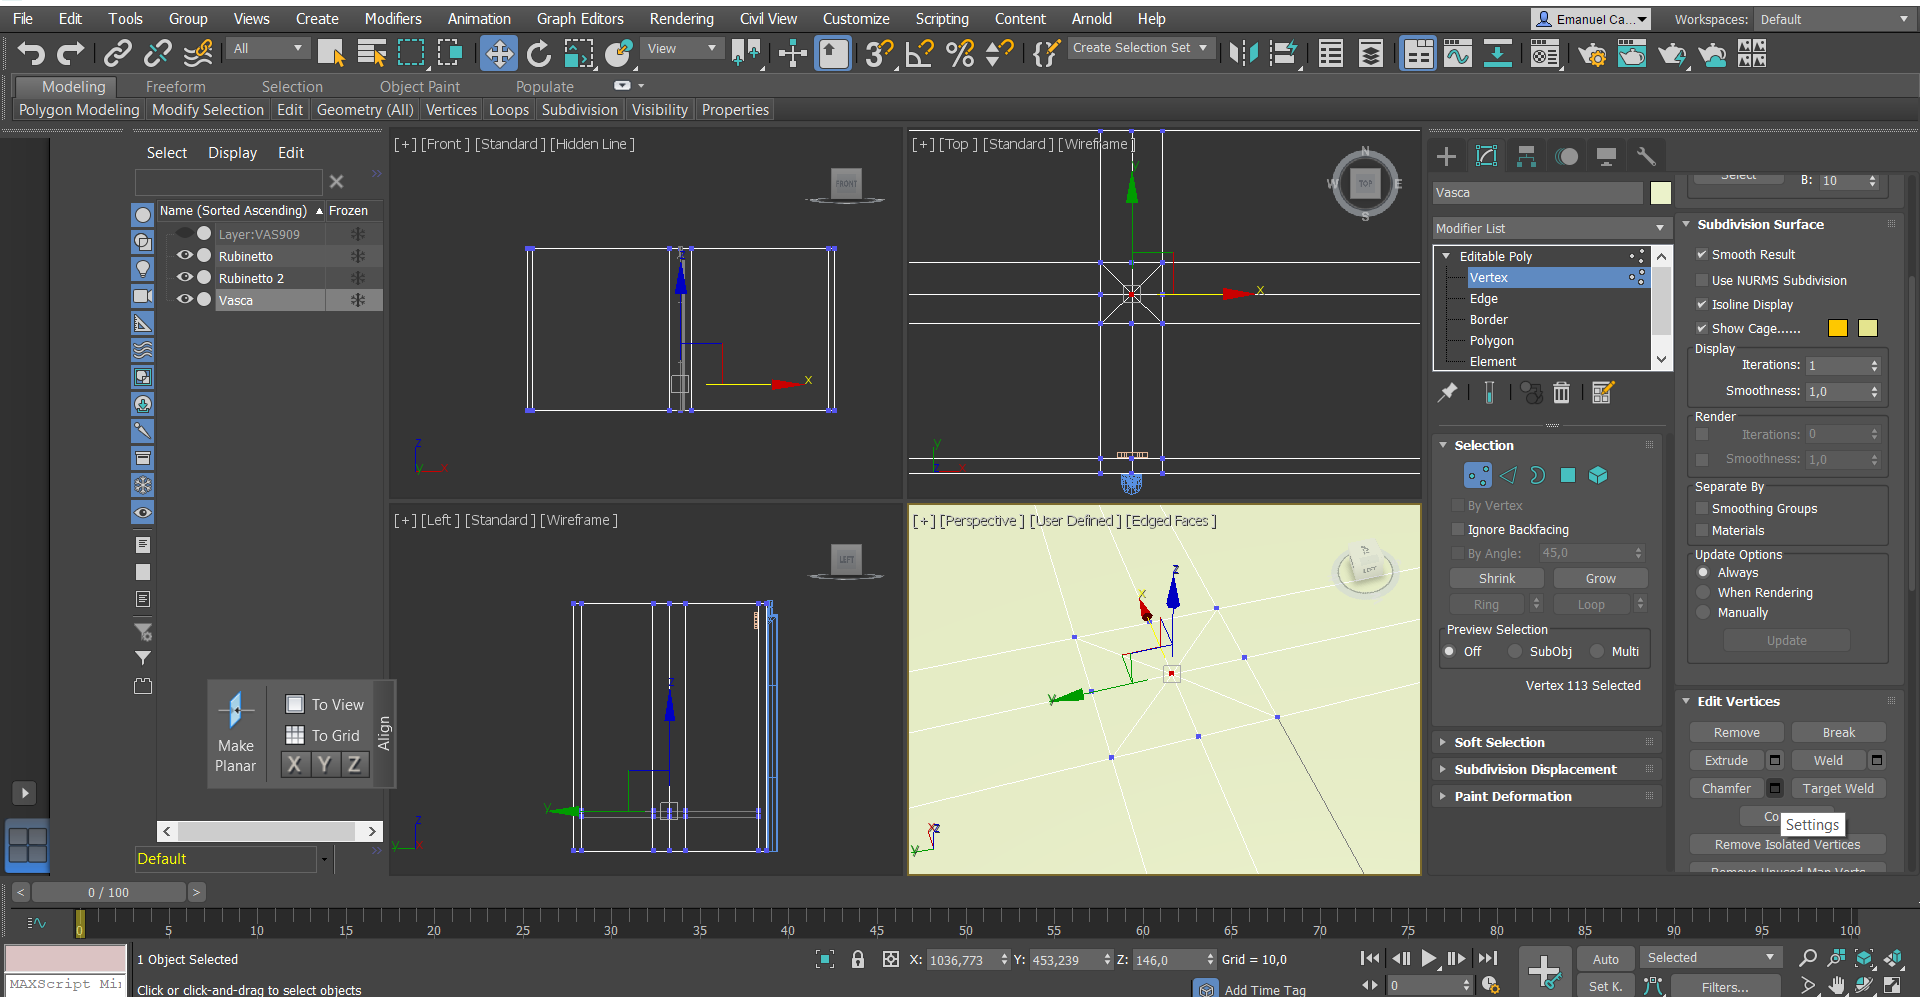 File Edit Tools Group Views Create Modifiers Animation Graph Editors Rendering Civil View Customize Scripting Content Arnold Help Emanuel Ca... Workspaces: Default
All View Create Selection Set
Modeling Freeform Selection Object Paint Populate
Polygon Modeling Modify Selection Edit Geometry (All) Vertices Loops Subdivision Visibility Properties
Select Display Edit
Name (Sorted Ascending) Frozen
Layer:VAS909
Rubinetto
Rubinetto 2
Vasca
Make Planar
To View
To Grid
X Y Z
Align
Default
[+] [Front ] [Standard ] [Hidden Line ]
FRONT
z
x
z
y x
[+] [Top ] [Standard ] [Wireframe ]
N
W TOP E
S
y
x
y
z x
[+] [Left ] [Standard ] [Wireframe ]
LEFT
z
y
z
y x
[+] [Perspective ] [User Defined ] [Edged Faces ]
LEFT
z
x
y
x z
y
Vasca
Modifier List
Editable Poly
Vertex
Edge
Border
Polygon
Element
Selection
By Vertex
Ignore Backfacing
By Angle: 45,0
Shrink Grow
Ring Loop
Preview Selection
Off SubObj Multi
Vertex 113 Selected
Soft Selection
Subdivision Displacement
Paint Deformation
Select B: 10
Subdivision Surface
Smooth Result
Use NURMS Subdivision
Isoline Display
Show Cage......
Display
Iterations: 1
Smoothness: 1,0
Render
Iterations: 0
Smoothness: 1,0
Separate By
Smoothing Groups
Materials
Update Options
Always
When Rendering
Manually
Update
Edit Vertices
Remove Break
Extrude Weld
Chamfer Target Weld
Co
Settings
Remove Isolated Vertices
Remove Unused Map Verts
< 0 / 100 >
0 5 10 15 20 25 30 35 40 45 50 55 60 65 70 75 80 85 90 95 100
1 Object Selected
X: 1036,773 Y: 453,239 Z: 146,0 Grid = 10,0
Auto Selected
MAXScript Mi
Click or click-and-drag to select objects
Add Time Tag
0
Set K. Filters...